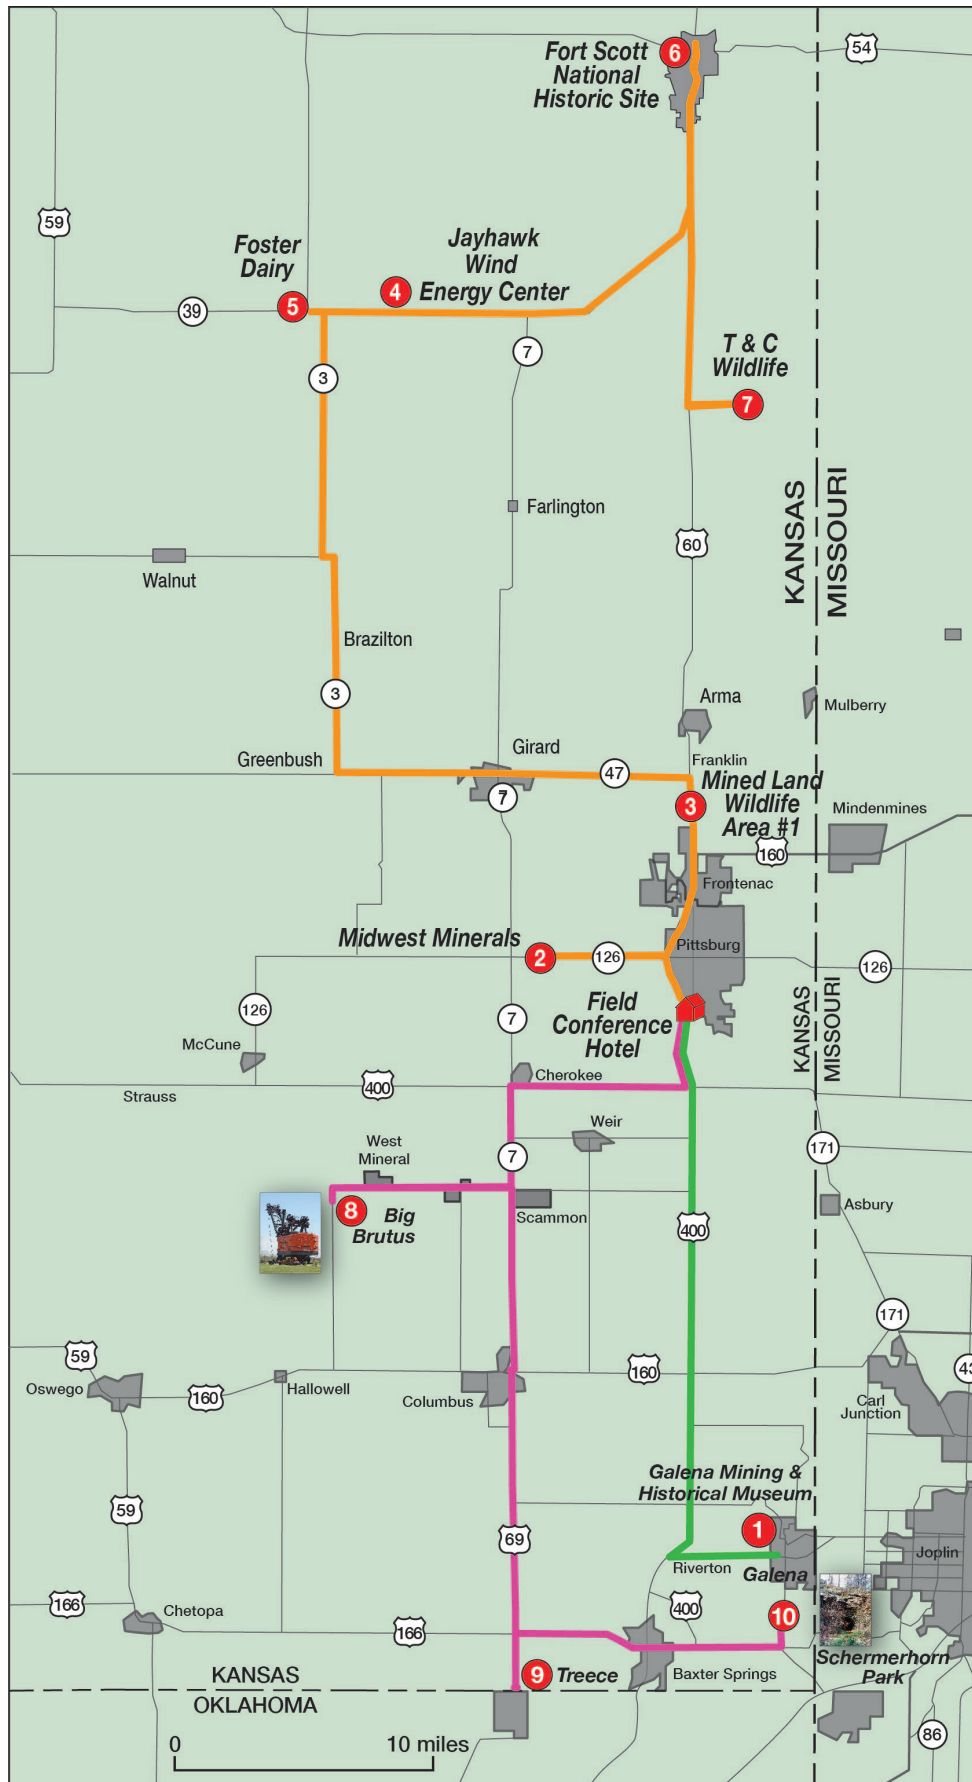 Fort Scott
National
Historic Site
6
54
59
Foster
Dairy
Jayhawk
Wind
Energy Center
5
4
39
3
7
T & C
Wildlife
7
KANSAS
MISSOURI
Farlington
60
Walnut
Brazilton
3
Arma
Mulberry
Greenbush
Girard
Franklin
47
7
Mined Land
Wildlife
Area #1
3
Mindenmines
160
Frontenac
Midwest Minerals
2
126
Pittsburg
126
KANSAS
MISSOURI
126
7
Field
Conference
Hotel
McCune
Cherokee
400
Strauss
Weir
West
Mineral
7
171
8
Big
Brutus
Scammon
Asbury
400
171
59
Oswego
160
Hallowell
Columbus
160
43
Carl
Junction
Galena Mining &
Historical Museum
59
69
1
Joplin
Riverton
Galena
166
Chetopa
166
400
10
Schermerhorn
Park
9
Treece
Baxter Springs
KANSAS
OKLAHOMA
86
0
10 miles